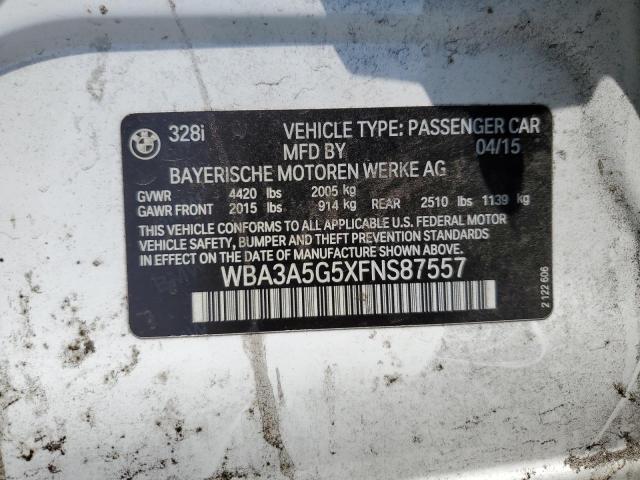 BMW 328i VEHICLE TYPE: PASSENGER CAR
MFD BY 04/15
BAYERISCHE MOTOREN WERKE AG
GVWR 4420 lbs 2005 kg
GAWR FRONT 2015 lbs 914 kg REAR 2510 lbs 1139 kg
THIS VEHICLE CONFORMS TO ALL APPLICABLE U.S. FEDERAL MOTOR
VEHICLE SAFETY, BUMPER AND THEFT PREVENTION STANDARDS
IN EFFECT ON THE DATE OF MANUFACTURE SHOWN ABOVE.
WBA3A5G5XFNS87557
2 122 606